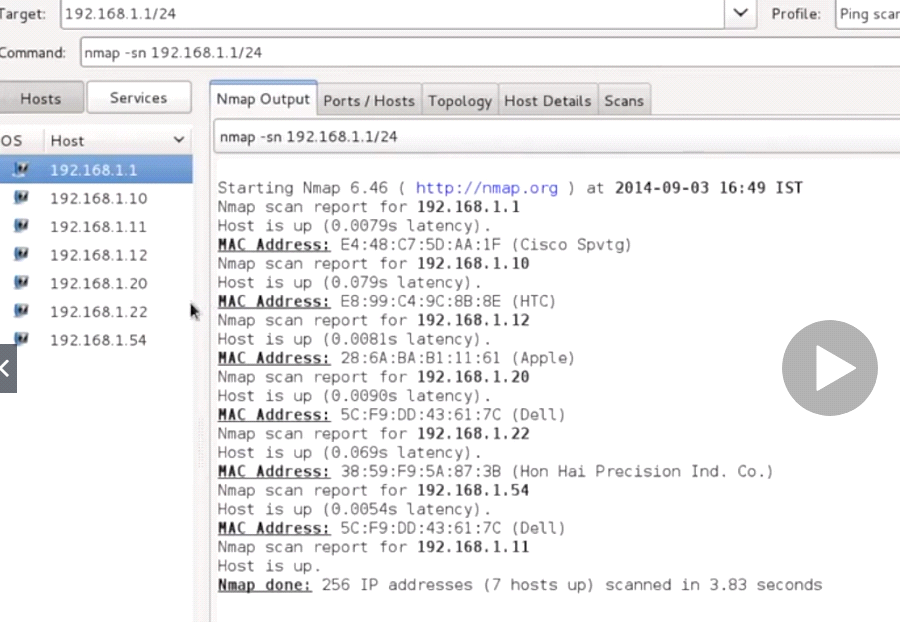 Target: 192.168.1.1/24 Profile: Ping scan
Command: nmap -sn 192.168.1.1/24
Hosts Services
OS Host
192.168.1.1
192.168.1.10
192.168.1.11
192.168.1.12
192.168.1.20
192.168.1.22
192.168.1.54
Nmap Output Ports / Hosts Topology Host Details Scans
nmap -sn 192.168.1.1/24
Starting Nmap 6.46 ( http://nmap.org ) at 2014-09-03 16:49 IST
Nmap scan report for 192.168.1.1
Host is up (0.0079s latency).
MAC Address: E4:48:C7:5D:AA:1F (Cisco Spvtg)
Nmap scan report for 192.168.1.10
Host is up (0.079s latency).
MAC Address: E8:99:C4:9C:8B:8E (HTC)
Nmap scan report for 192.168.1.12
Host is up (0.0081s latency).
MAC Address: 28:6A:BA:B1:11:61 (Apple)
Nmap scan report for 192.168.1.20
Host is up (0.0090s latency).
MAC Address: 5C:F9:DD:43:61:7C (Dell)
Nmap scan report for 192.168.1.22
Host is up (0.069s latency).
MAC Address: 38:59:F9:5A:87:3B (Hon Hai Precision Ind. Co.)
Nmap scan report for 192.168.1.54
Host is up (0.0054s latency).
MAC Address: 5C:F9:DD:43:61:7C (Dell)
Nmap scan report for 192.168.1.11
Host is up.
Nmap done: 256 IP addresses (7 hosts up) scanned in 3.83 seconds